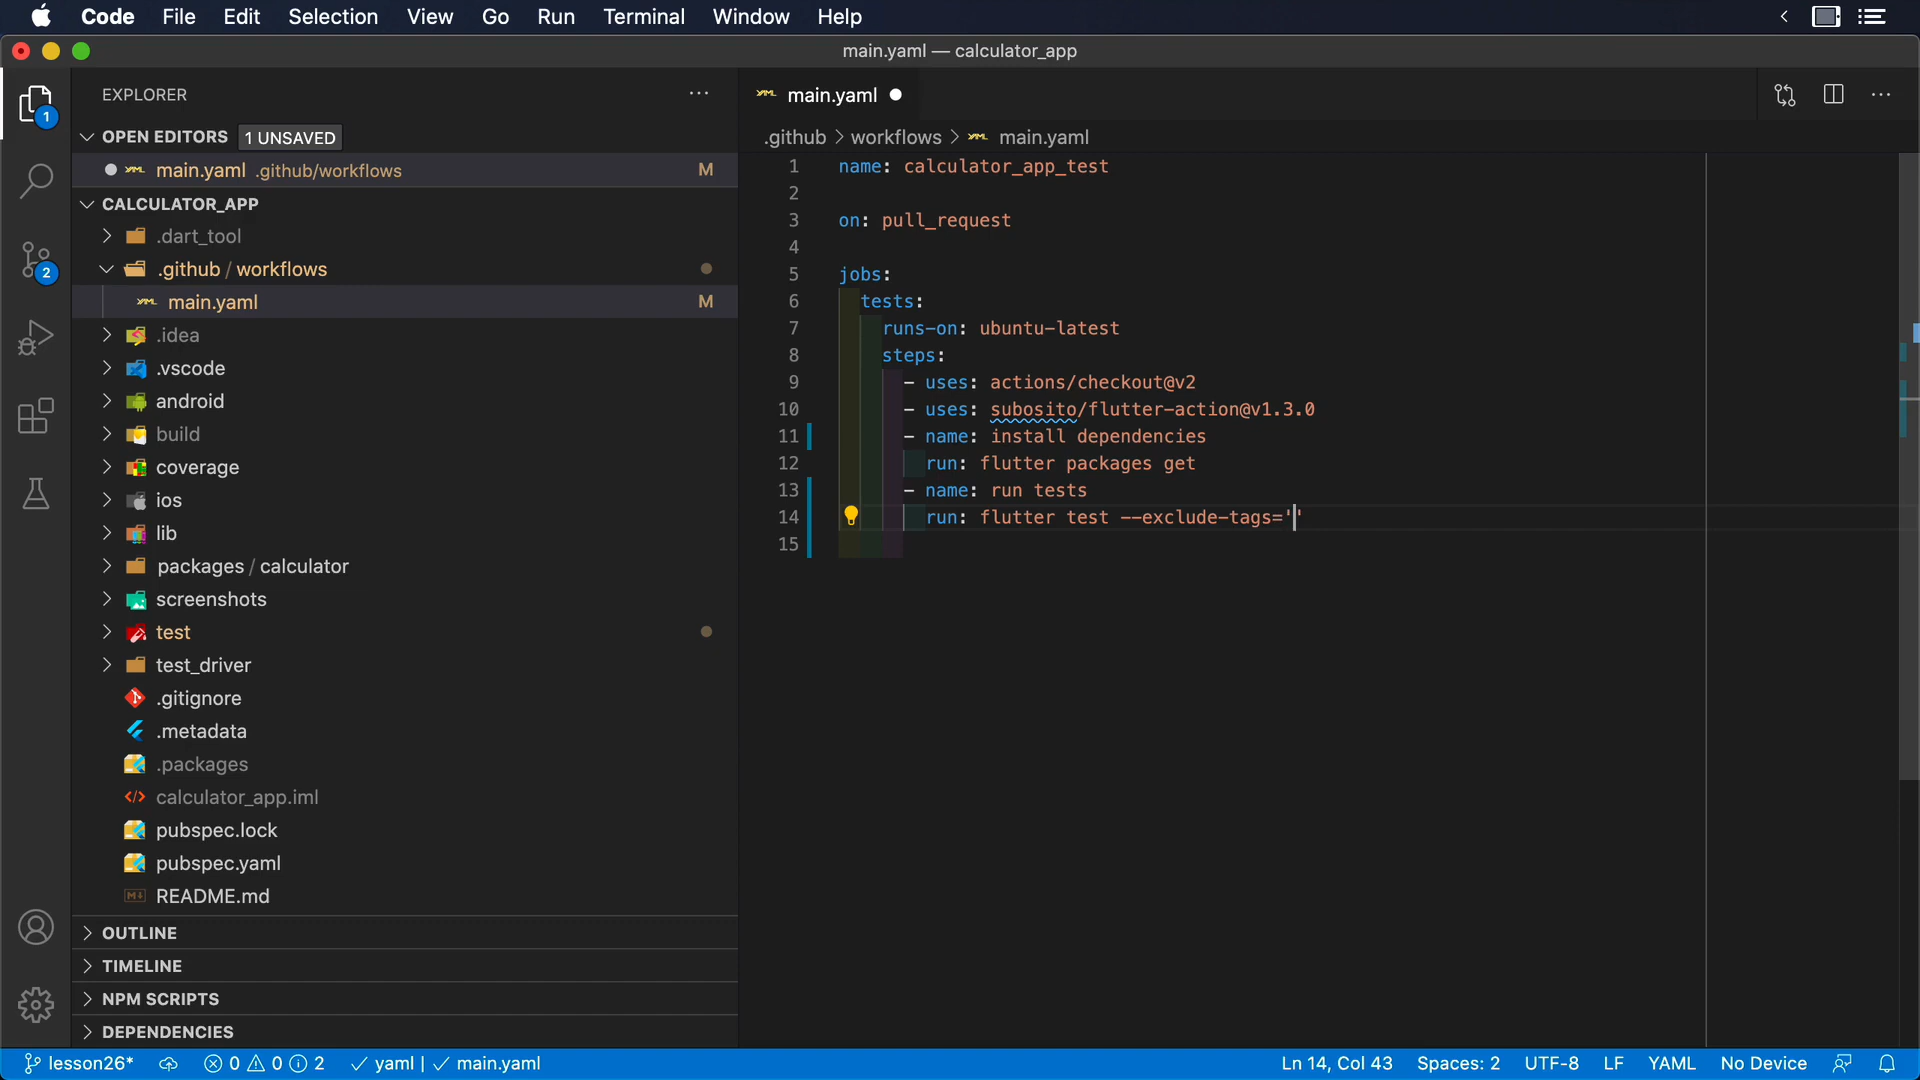 Code File Edit Selection View Go Run Terminal Window Help
main.yaml — calculator_app
EXPLORER
OPEN EDITORS 1 UNSAVED
main.yaml .github/workflows M
CALCULATOR_APP
.dart_tool
.github / workflows
main.yaml M
.idea
.vscode
android
build
coverage
ios
lib
packages / calculator
screenshots
test
test_driver
.gitignore
.metadata
.packages
calculator_app.iml
pubspec.lock
pubspec.yaml
README.md
OUTLINE
TIMELINE
NPM SCRIPTS
DEPENDENCIES
1
2
main.yaml
.github > workflows > main.yaml
1 name: calculator_app_test
2
3 on: pull_request
4
5 jobs:
6 tests:
7 runs-on: ubuntu-latest
8 steps:
9 - uses: actions/checkout@v2
10 - uses: subosito/flutter-action@v1.3.0
11 - name: install dependencies
12 run: flutter packages get
13 - name: run tests
14 run: flutter test --exclude-tags=''
15
lesson26* 0 0 2 yaml | main.yaml Ln 14, Col 43 Spaces: 2 UTF-8 LF YAML No Device